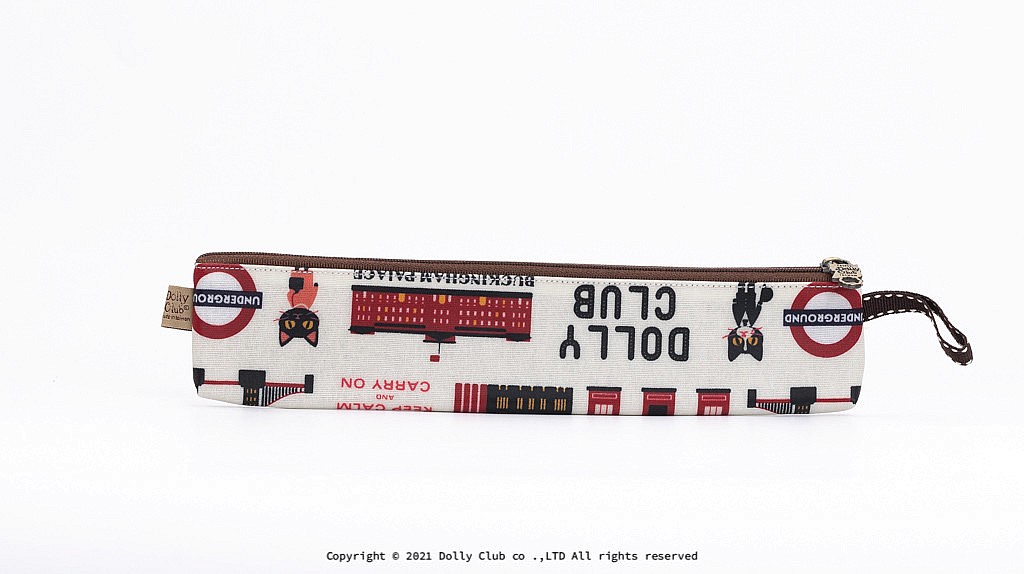 Dolly
Club®
UNDERGROUND
BUCKINGHAM PALACE
DOLLY
CLUB
UNDERGROUND
KEEP CALM
AND
CARRY ON
Copyright © 2021 Dolly Club co .,LTD All rights reserved